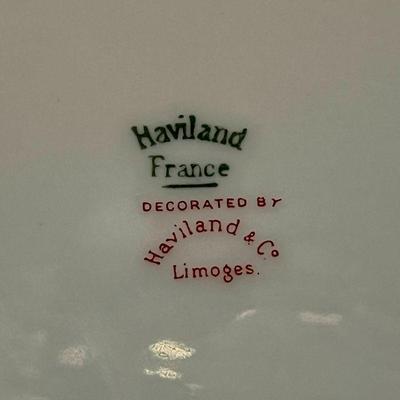 Haviland
France
DECORATED BY
Haviland & Co
Limoges.